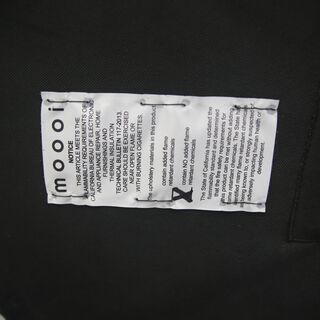 moooi
NOTICE
THIS ARTICLE MEETS THE
FLAMMABILITY REQUIREMENTS OF
CALIFORNIA BUREAU OF ELECTRONIC
AND APPLIANCE REPAIR, HOME
FURNISHINGS AND
THERMAL INSULATION
TECHNICAL BULLETIN 117-2013.
CARE SHOULD BE EXERCISED
NEAR OPEN FLAME OR
WITH BURNING CIGARETTES.
The upholstery materials in this product:
contain added flame
retardant chemicals
X contain NO added flame
retardant chemicals
The State of California has updated the
flammability standard and determined
that the fire safety requirements for
this product can be met without adding
flame retardant chemicals. The State has
identified many flame retardant chemicals
as being known to, or strongly suspected
of, adversely impacting human health or
development.